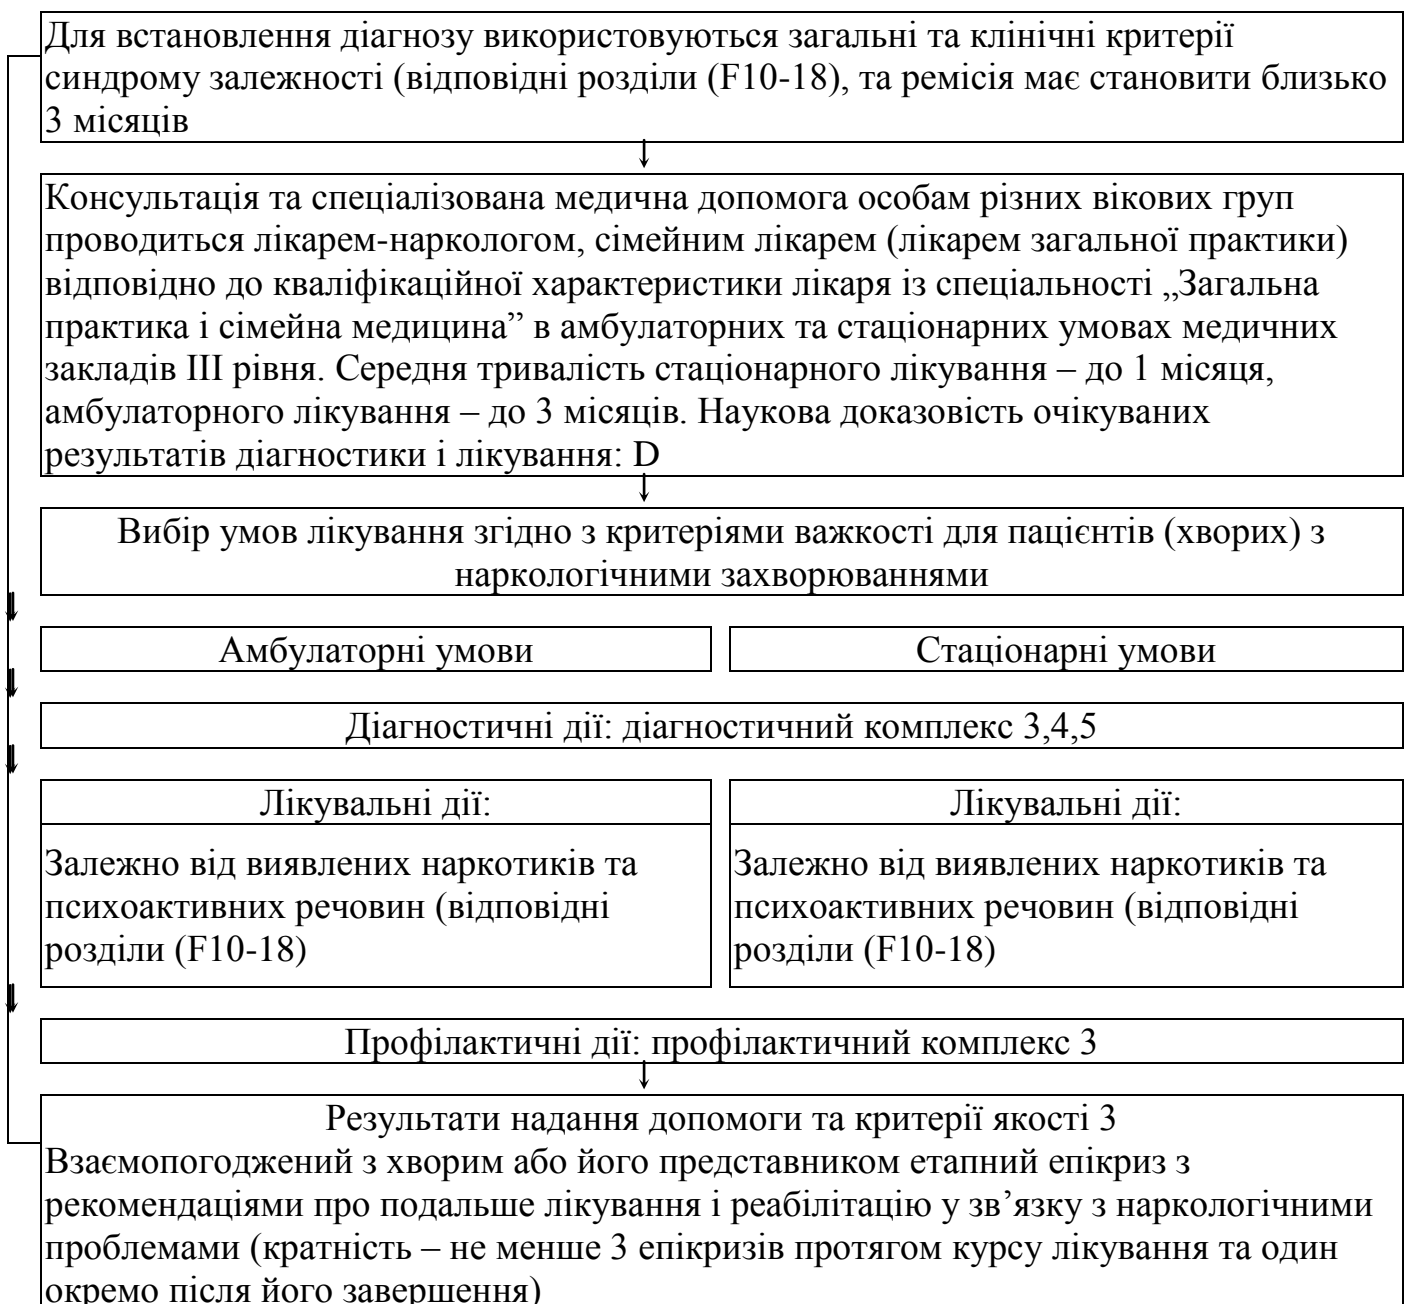 Для встановлення діагнозу використовуються загальні та клінічні критерії
синдрому залежності (відповідні розділи (F10-18), та ремісія має становити близько
3 місяців
Консультація та спеціалізована медична допомога особам різних вікових груп
проводиться лікарем-наркологом, сімейним лікарем (лікарем загальної практики)
відповідно до кваліфікаційної характеристики лікаря із спеціальності „Загальна
практика і сімейна медицина” в амбулаторних та стаціонарних умовах медичних
закладів III рівня. Середня тривалість стаціонарного лікування – до 1 місяця,
амбулаторного лікування – до 3 місяців. Наукова доказовість очікуваних
результатів діагностики і лікування: D
Вибір умов лікування згідно з критеріями важкості для пацієнтів (хворих) з
наркологічними захворюваннями
Амбулаторні умови
Стаціонарні умови
Діагностичні дії: діагностичний комплекс 3,4,5
Лікувальні дії:
Залежно від виявлених наркотиків та
психоактивних речовин (відповідні
розділи (F10-18)
Лікувальні дії:
Залежно від виявлених наркотиків та
психоактивних речовин (відповідні
розділи (F10-18)
Профілактичні дії: профілактичний комплекс 3
Результати надання допомоги та критерії якості 3
Взаємопогоджений з хворим або його представником етапний епікриз з
рекомендаціями про подальше лікування і реабілітацію у зв’язку з наркологічними
проблемами (кратність – не менше 3 епікризів протягом курсу лікування та один
окремо після його завершення)